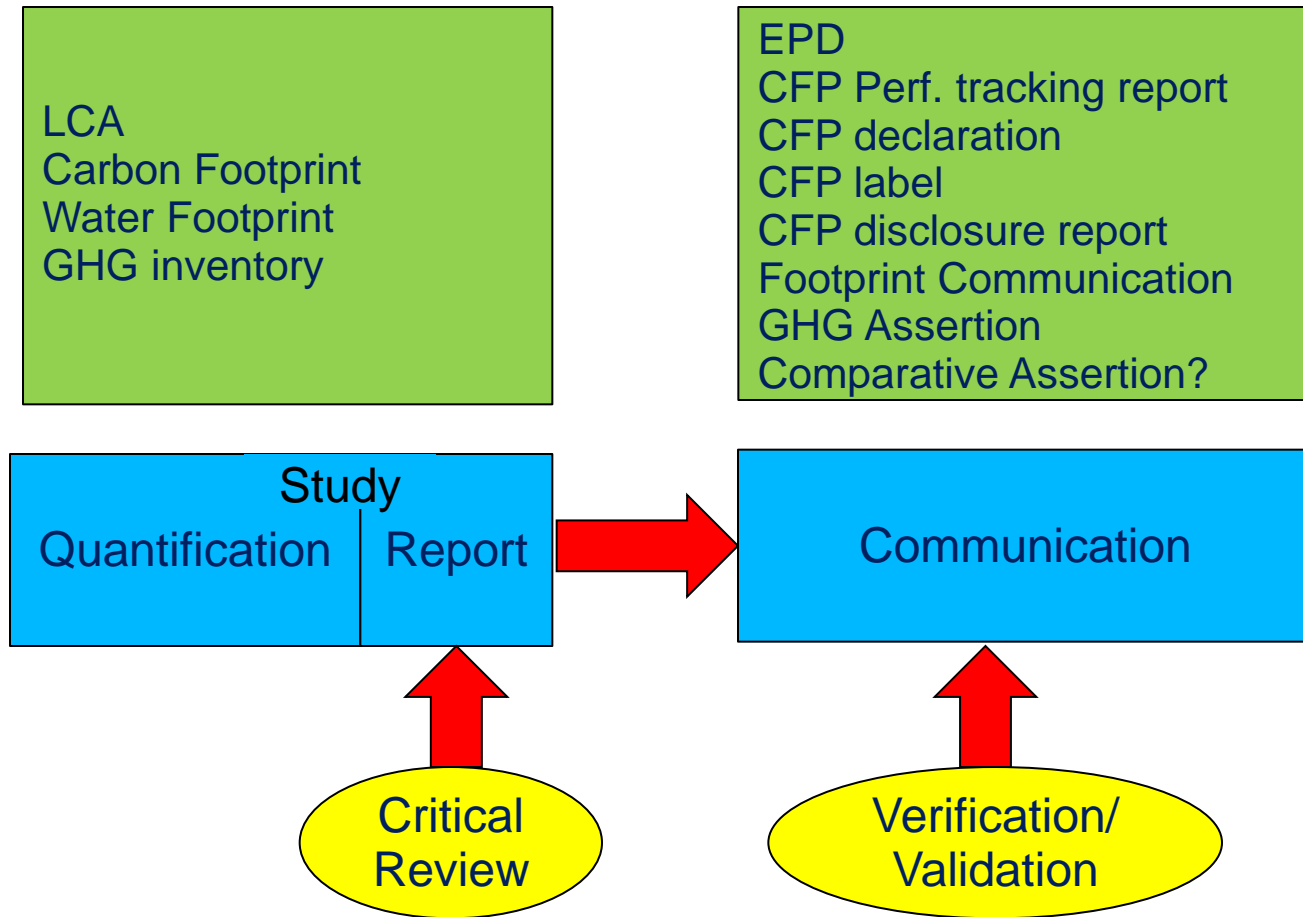 LCA
Carbon Footprint
Water Footprint
GHG inventory
EPD
CFP Perf. tracking report
CFP declaration
CFP label
CFP disclosure report
Footprint Communication
GHG Assertion
Comparative Assertion?
Study
Quantification
Report
Communication
Critical
Review
Verification/
Validation